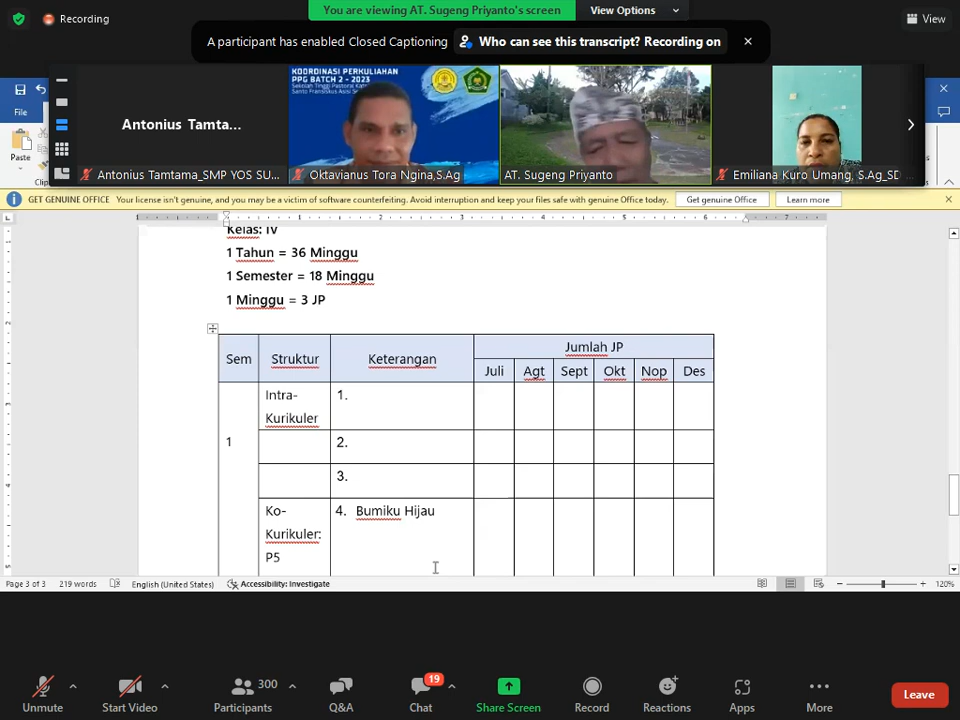 You are viewing AT. Sugeng Priyanto's screen
View Options
Recording
View
A participant has enabled Closed Captioning
Who can see this transcript? Recording on
KOORDINASI PERKULIAHAN
PPG BATCH 2 - 2023
Sekolah Tinggi Pastoral
Santo Fransiskus Asisi
Antonius Tamta...
Antonius Tamtama_SMP YOS SU...
Oktavianus Tora Ngina,S.Ag
AT. Sugeng Priyanto
Emiliana Kuro Umang, S.Ag_SD
File
Paste
GET GENUINE OFFICE Your license isn't genuine, and you may be a victim of software counterfeiting. Avoid interruption and keep your files safe with genuine Office today.
Get genuine Office
Learn more
Kelas: IV
1 Tahun = 36 Minggu
1 Semester = 18 Minggu
1 Minggu = 3 JP
Sem Struktur Keterangan Jumlah JP
Juli Agt Sept Okt Nop Des
Intra-
Kurikuler
1.
1
2.
3.
Ko-
Kurikuler:
P5
4. Bumiku Hijau
Page 3 of 3 219 words English (United States) Accessibility: Investigate 120%
Unmute
Start Video
300
Participants
Q&A
19
Chat
Share Screen
Record
Reactions
Apps
More
Leave